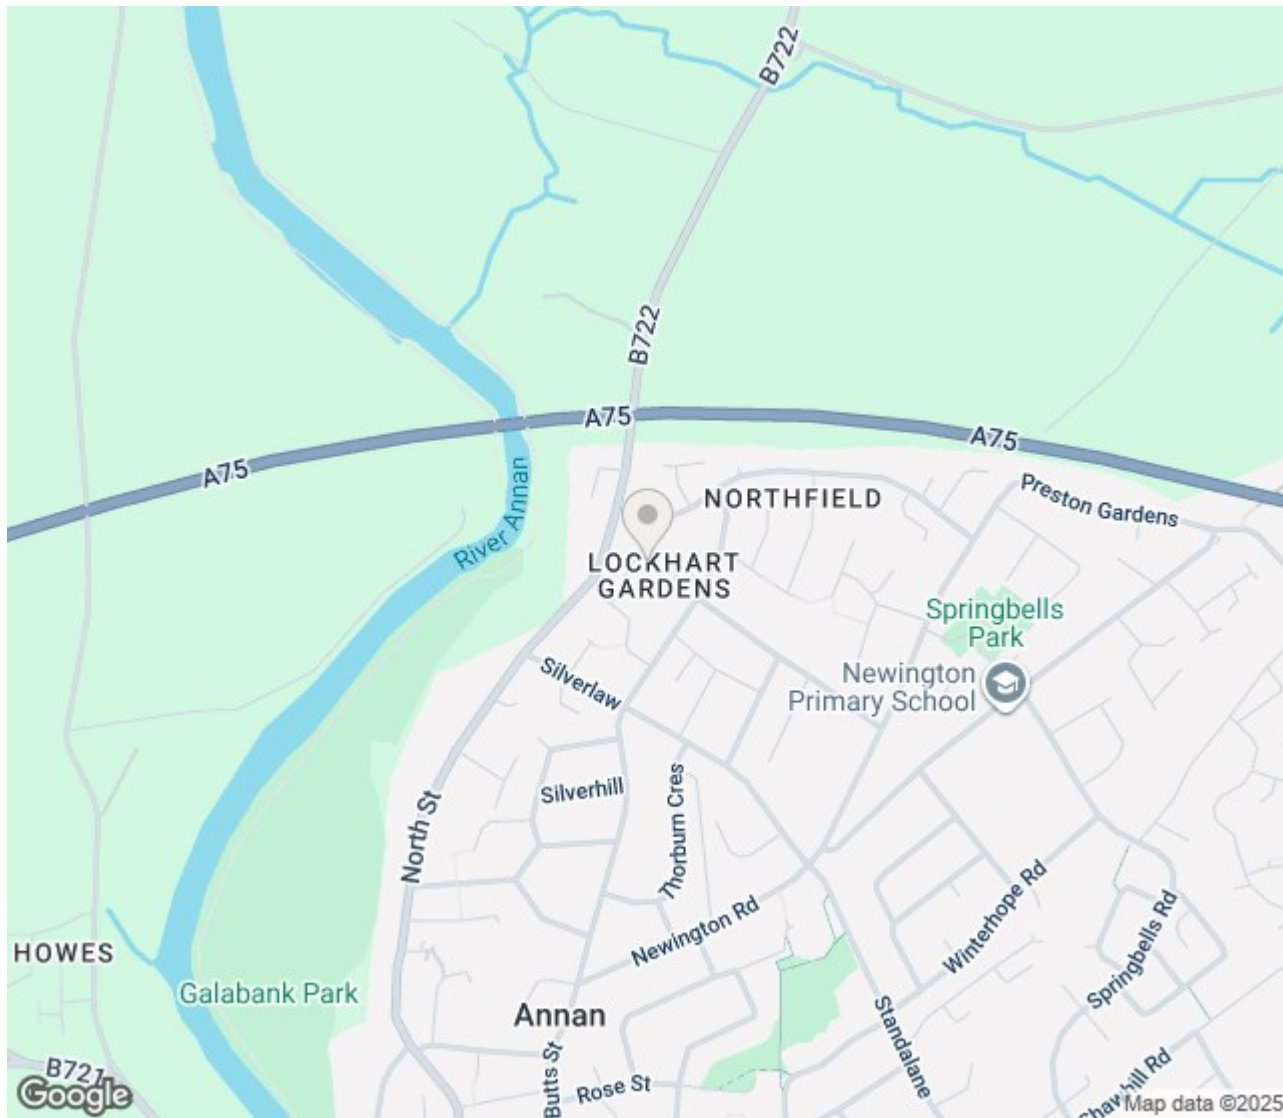 B722
B722
A75
A75
A75
River Annan
NORTHFIELD
Preston Gardens
LOCKHART
GARDENS
Springbells
Park
Newington
Primary School
Silverlaw
Silverhill
Thorburn Cres
North St
Newington Rd
Winterhope Rd
Springbells Rd
HOWES
Galabank Park
Annan
Standalane
Butts St
Rose St
Shawhill Rd
B721
Google
Map data ©2025